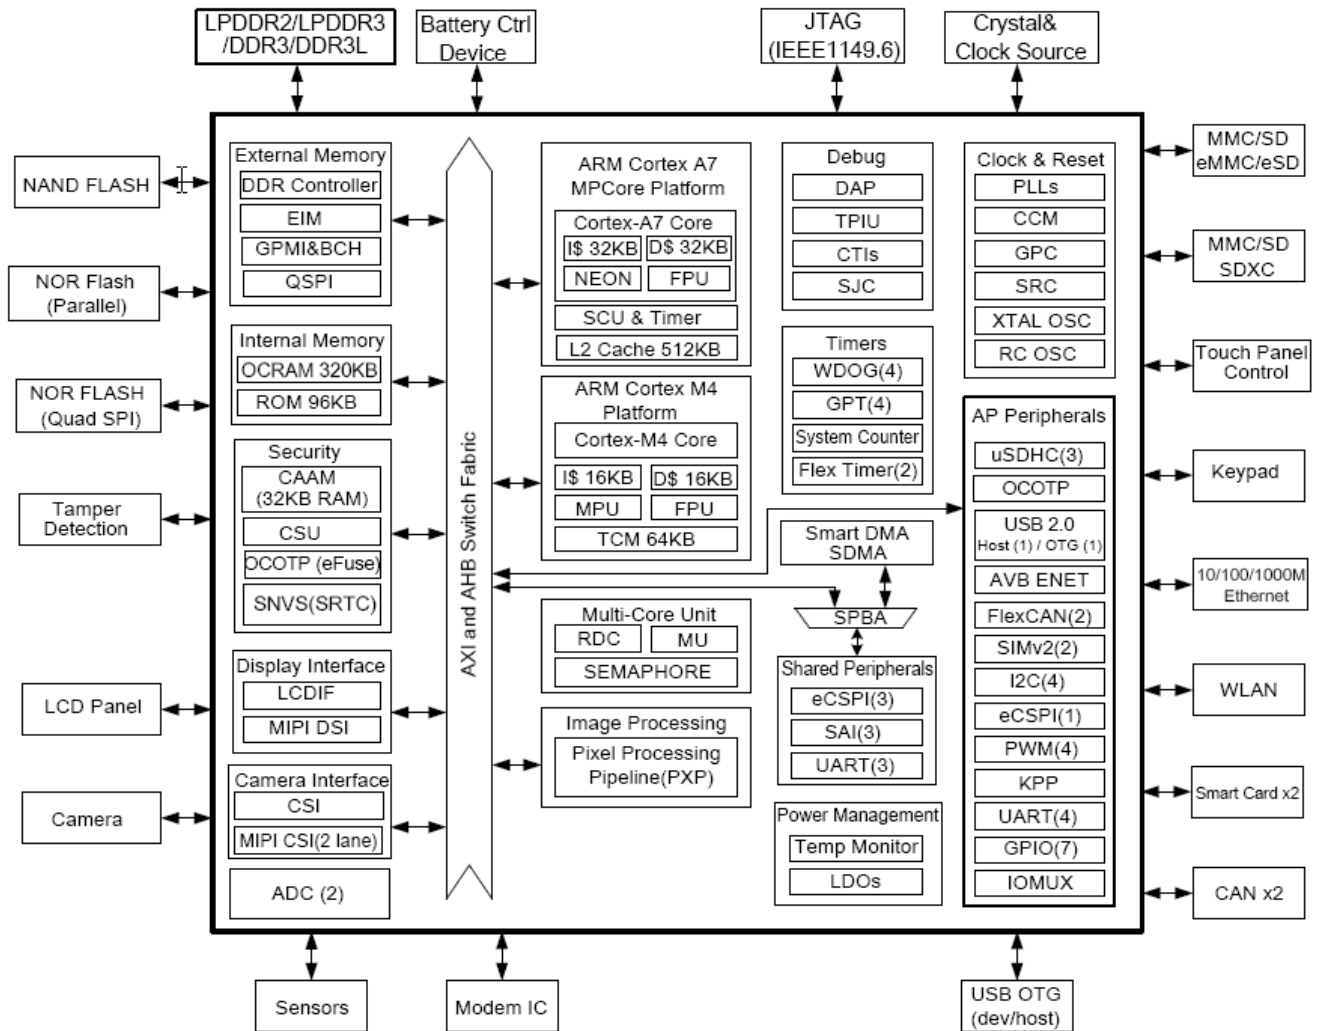 LPDDR2/LPDDR3
/DDR3/DDR3L
Battery Ctrl
Device
JTAG
(IEEE1149.6)
Crystal&
Clock Source
NAND FLASH
NOR Flash
(Parallel)
NOR FLASH
(Quad SPI)
Tamper
Detection
LCD Panel
Camera
External Memory
DDR Controller
EIM
GPMI&BCH
QSPI
Internal Memory
OCRAM 320KB
ROM 96KB
Security
CAAM
(32KB RAM)
CSU
OCOTP (eFuse)
SNVS(SRTC)
Display Interface
LCDIF
MIPI DSI
Camera Interface
CSI
MIPI CSI(2 lane)
ADC (2)
AXI and AHB Switch Fabric
ARM Cortex A7
MPCore Platform
Cortex-A7 Core
I$ 32KB
D$ 32KB
NEON
FPU
SCU & Timer
L2 Cache 512KB
ARM Cortex M4
Platform
Cortex-M4 Core
I$ 16KB
D$ 16KB
MPU
FPU
TCM 64KB
Multi-Core Unit
RDC
MU
SEMAPHORE
Image Processing
Pixel Processing
Pipeline(PXP)
Debug
DAP
TPIU
CTIs
SJC
Timers
WDOG(4)
GPT(4)
System Counter
Flex Timer(2)
Smart DMA
SDMA
SPBA
Shared Peripherals
eCSPI(3)
SAI(3)
UART(3)
Power Management
Temp Monitor
LDOs
Clock & Reset
PLLs
CCM
GPC
SRC
XTAL OSC
RC OSC
AP Peripherals
uSDHC(3)
OCOTP
USB 2.0
Host (1) / OTG (1)
AVB ENET
FlexCAN(2)
SIMv2(2)
I2C(4)
eCSPI(1)
PWM(4)
KPP
UART(4)
GPIO(7)
IOMUX
MMC/SD
eMMC/eSD
MMC/SD
SDXC
Touch Panel
Control
Keypad
10/100/1000M
Ethernet
WLAN
Smart Card x2
CAN x2
Sensors
Modem IC
USB OTG
(dev/host)